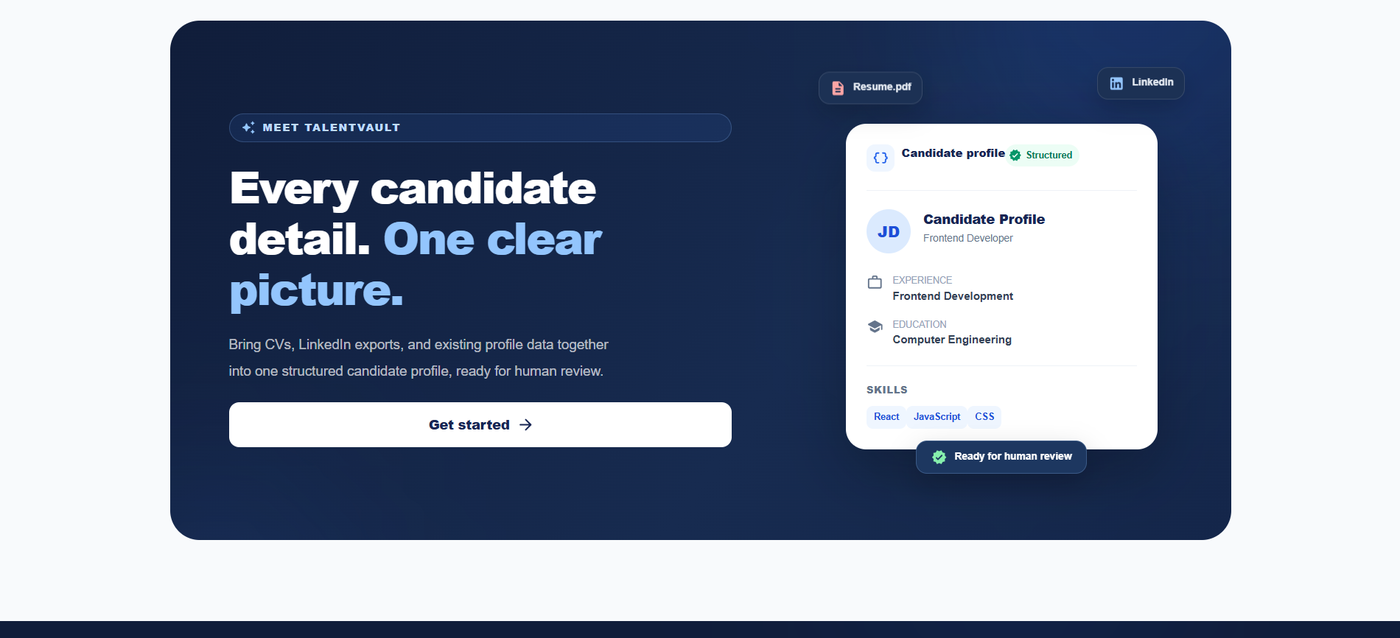 MEET TALENTVAULT
Every candidate
detail. One clear
picture.
Bring CVs, LinkedIn exports, and existing profile data together
into one structured candidate profile, ready for human review.
Get started
Resume.pdf
LinkedIn
Candidate profile Structured
JD
Candidate Profile
Frontend Developer
EXPERIENCE
Frontend Development
EDUCATION
Computer Engineering
SKILLS
React JavaScript CSS
Ready for human review